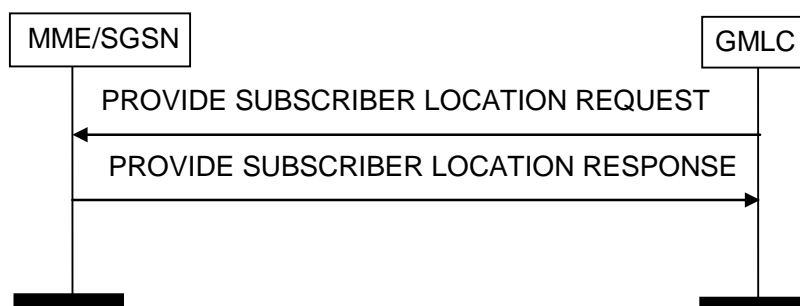 MME/SGSN
GMLC
PROVIDE SUBSCRIBER LOCATION REQUEST
PROVIDE SUBSCRIBER LOCATION RESPONSE